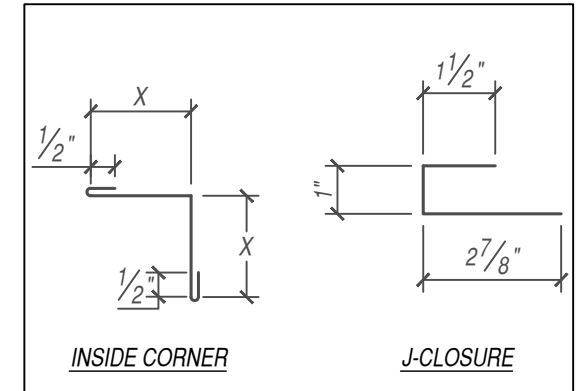 X
1/2"
X
1/2"
INSIDE CORNER
1 1/2"
1"
2 7/8"
J-CLOSURE